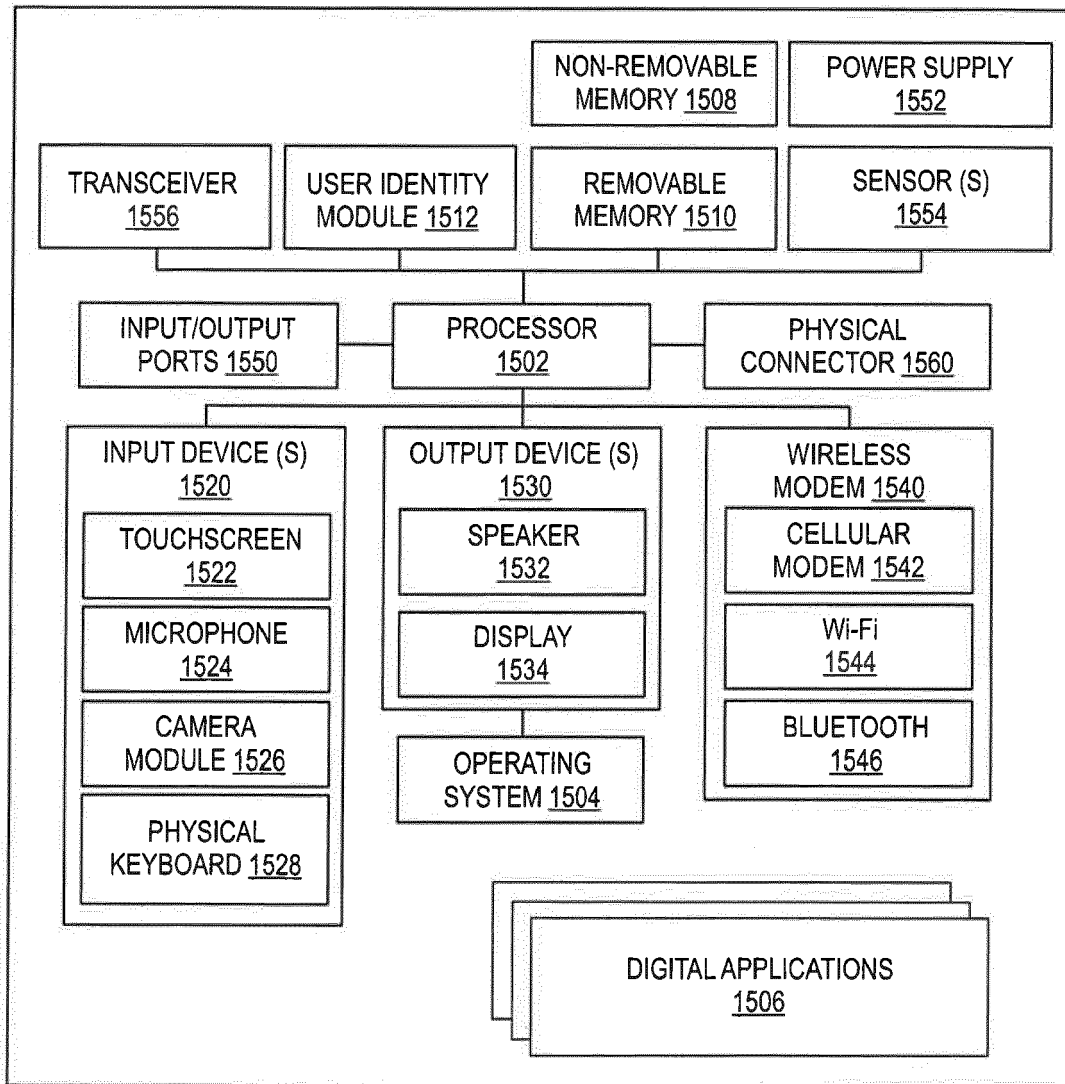 NON-REMOVABLE
MEMORY 1508
POWER SUPPLY
1552
TRANSCEIVER
1556
USER IDENTITY
MODULE 1512
REMOVABLE
MEMORY 1510
SENSOR (S)
1554
INPUT/OUTPUT
PORTS 1550
PROCESSOR
1502
PHYSICAL
CONNECTOR 1560
INPUT DEVICE (S)
1520
TOUCHSCREEN
1522
MICROPHONE
1524
CAMERA
MODULE 1526
PHYSICAL
KEYBOARD 1528
OUTPUT DEVICE (S)
1530
SPEAKER
1532
DISPLAY
1534
OPERATING
SYSTEM 1504
WIRELESS
MODEM 1540
CELLULAR
MODEM 1542
Wi-Fi
1544
BLUETOOTH
1546
DIGITAL APPLICATIONS
1506